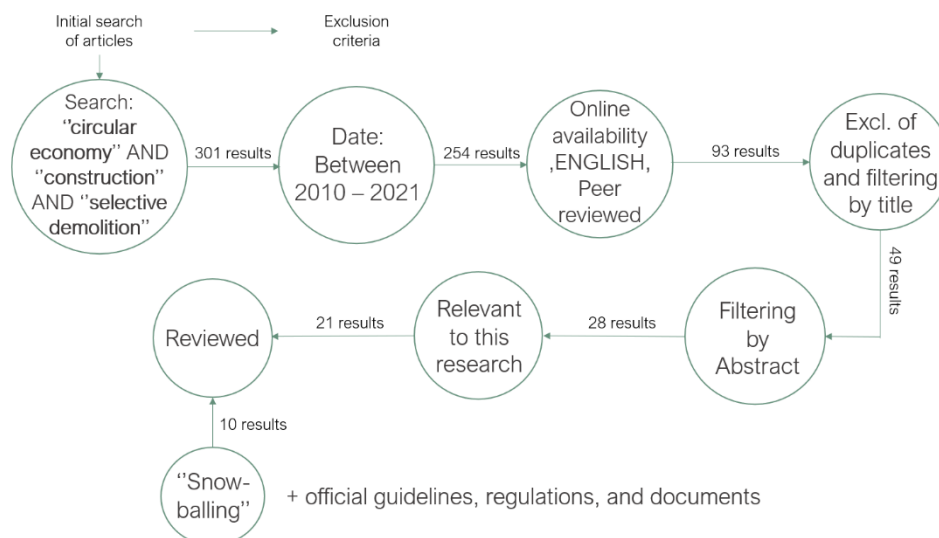 Initial search
of articles
Exclusion
criteria
Search:
‘’circular
economy’’ AND
‘’construction’’
AND ‘’selective
demolition’’
301 results
Date:
Between
2010 – 2021
254 results
Online
availability
,ENGLISH,
Peer
reviewed
93 results
Excl. of
duplicates
and filtering
by title
49
results
Filtering
by
Abstract
28 results
Relevant
to this
research
21 results
Reviewed
10 results
‘’Snow-
balling’’
+ official guidelines, regulations, and documents